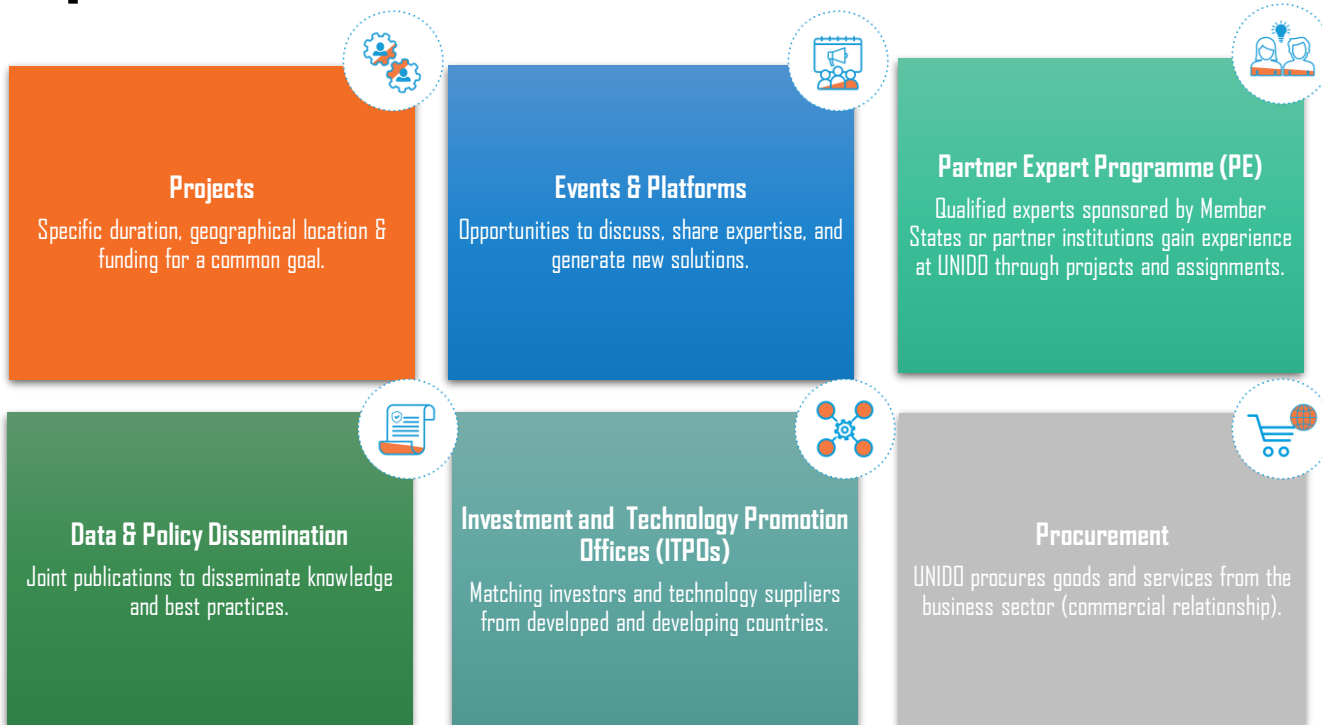 Projects
Specific duration, geographical location &
funding for a common goal.
Events & Platforms
Opportunities to discuss, share expertise, and
generate new solutions.
Partner Expert Programme (PE)
Qualified experts sponsored by Member
States or partner institutions gain experience
at UNIDO through projects and assignments.
Data & Policy Dissemination
Joint publications to disseminate knowledge
and best practices.
Investment and Technology Promotion
Offices (ITPOs)
Matching investors and technology suppliers
from developed and developing countries.
Procurement
UNIDO procures goods and services from the
business sector (commercial relationship).